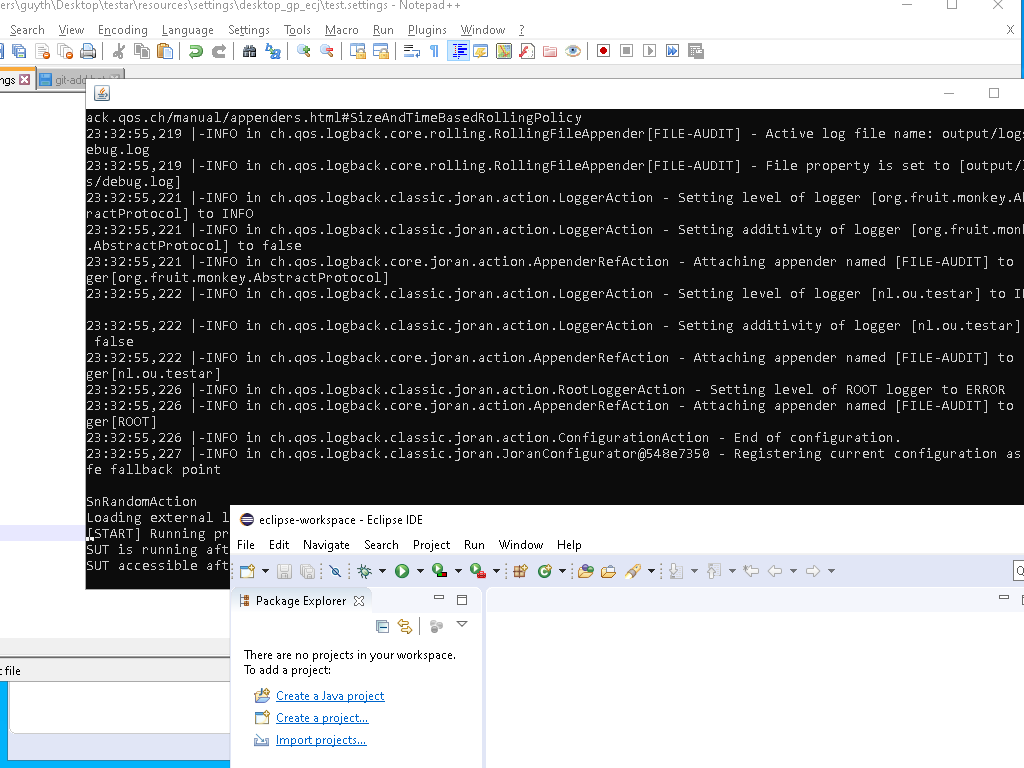 ers\guyth\Desktop\testar\resources\settings\desktop_gp_ecj\test.settings - Notepad++
Search View Encoding Language Settings Tools Macro Run Plugins Window ? X
ngs git-add
ack.qos.ch/manual/appenders.html#SizeAndTimeBasedRollingPolicy
23:32:55,219 |-INFO in ch.qos.logback.core.rolling.RollingFileAppender[FILE-AUDIT] - Active log file name: output/logs
ebug.log
23:32:55,219 |-INFO in ch.qos.logback.core.rolling.RollingFileAppender[FILE-AUDIT] - File property is set to [output/l
s/debug.log]
23:32:55,221 |-INFO in ch.qos.logback.classic.joran.action.LoggerAction - Setting level of logger [org.fruit.monkey.Ab
ractProtocol] to INFO
23:32:55,221 |-INFO in ch.qos.logback.classic.joran.action.LoggerAction - Setting additivity of logger [org.fruit.monk
.AbstractProtocol] to false
23:32:55,221 |-INFO in ch.qos.logback.core.joran.action.AppenderRefAction - Attaching appender named [FILE-AUDIT] to
ger[org.fruit.monkey.AbstractProtocol]
23:32:55,222 |-INFO in ch.qos.logback.classic.joran.action.LoggerAction - Setting level of logger [nl.ou.testar] to I
23:32:55,222 |-INFO in ch.qos.logback.classic.joran.action.LoggerAction - Setting additivity of logger [nl.ou.testar]
false
23:32:55,222 |-INFO in ch.qos.logback.core.joran.action.AppenderRefAction - Attaching appender named [FILE-AUDIT] to
ger[nl.ou.testar]
23:32:55,226 |-INFO in ch.qos.logback.classic.joran.action.RootLoggerAction - Setting level of ROOT logger to ERROR
23:32:55,226 |-INFO in ch.qos.logback.core.joran.action.AppenderRefAction - Attaching appender named [FILE-AUDIT] to
ger[ROOT]
23:32:55,226 |-INFO in ch.qos.logback.classic.joran.action.ConfigurationAction - End of configuration.
23:32:55,227 |-INFO in ch.qos.logback.classic.joran.JoranConfigurator@548e7350 - Registering current configuration as
fe fallback point
SnRandomAction
Loading external l
[START] Running pr
SUT is running aft
SUT accessible aft
eclipse-workspace - Eclipse IDE
File Edit Navigate Search Project Run Window Help
Package Explorer
There are no projects in your workspace.
To add a project:
Create a Java project
Create a project...
Import projects...
t file